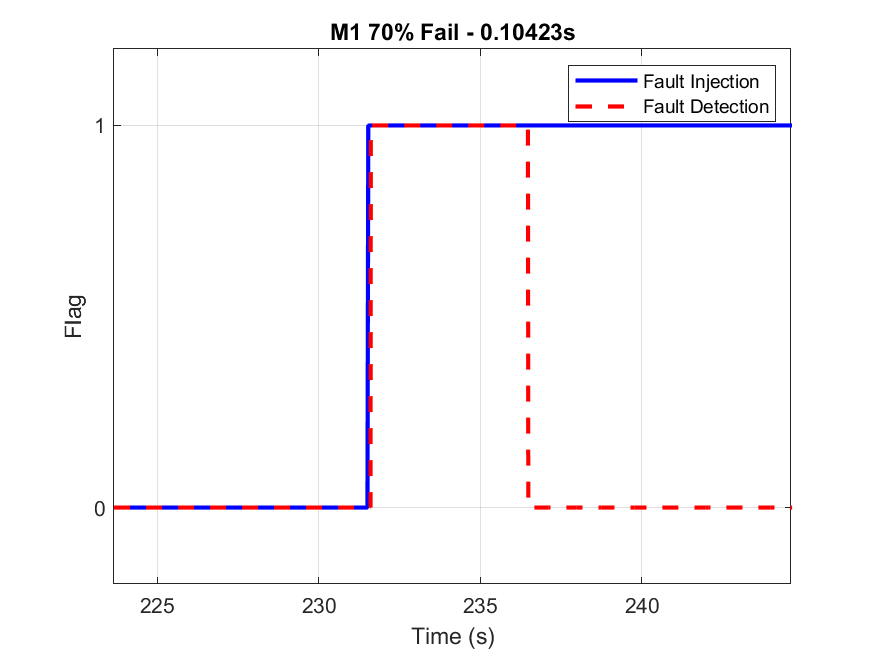 M1 70% Fail - 0.10423s
Fault Injection
Fault Detection
1
0
Flag
225 230 235 240
Time (s)